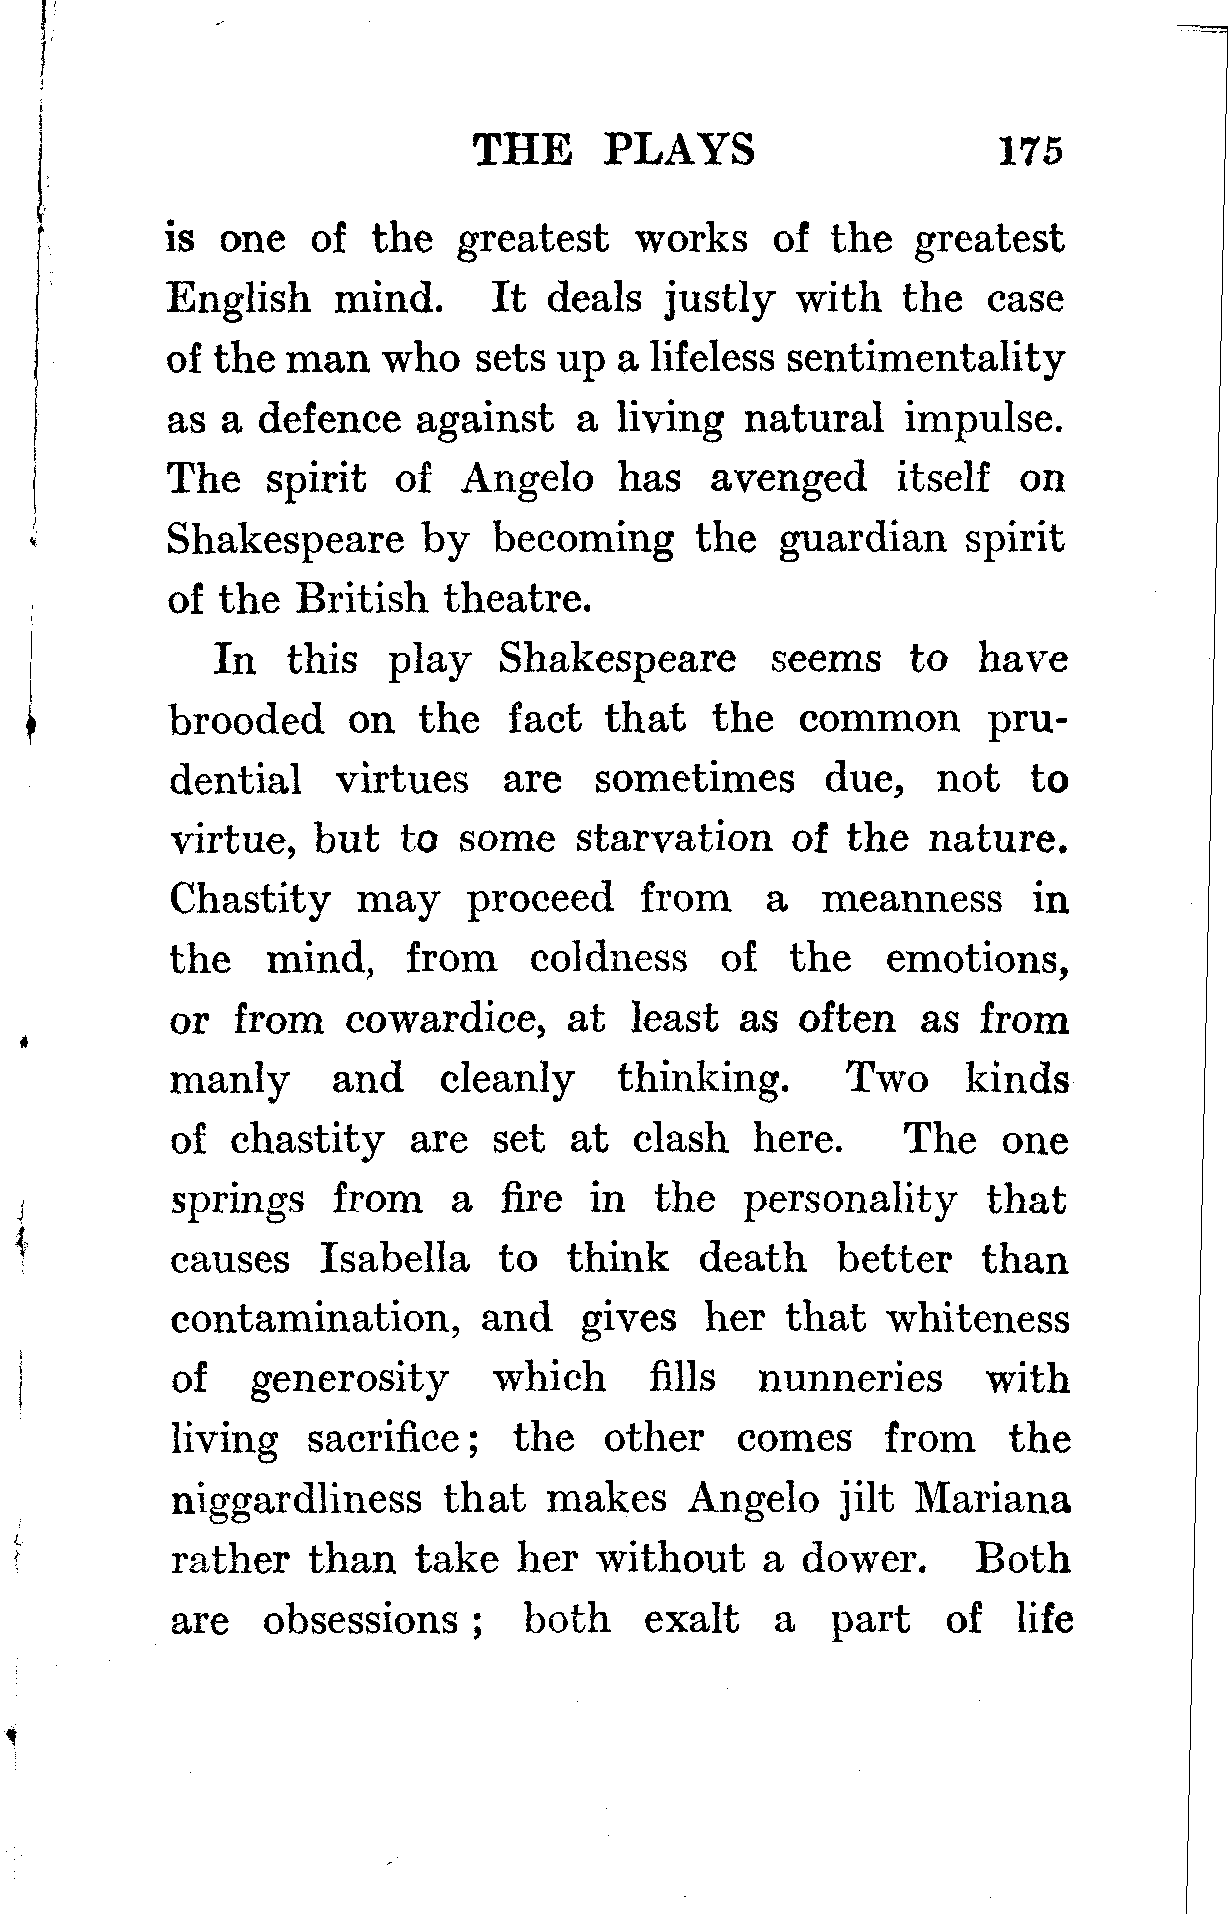 THE PLAYS 175
is one of the greatest works of the greatest
English mind. It deals justly with the case
of the man who sets up a lifeless sentimentality
as a defence against a living natural impulse.
The spirit of Angelo has avenged itself on
Shakespeare by becoming the guardian spirit
of the British theatre.
In this play Shakespeare seems to have
brooded on the fact that the common pru-
dential virtues are sometimes due, not to
virtue, but to some starvation of the nature.
Chastity may proceed from a meanness in
the mind, from coldness of the emotions,
or from cowardice, at least as often as from
manly and cleanly thinking. Two kinds
of chastity are set at clash here. The one
springs from a fire in the personality that
causes Isabella to think death better than
contamination, and gives her that whiteness
of generosity which fills nunneries with
living sacrifice; the other comes from the
niggardliness that makes Angelo jilt Mariana
rather than take her without a dower. Both
are obsessions; both exalt a part of life